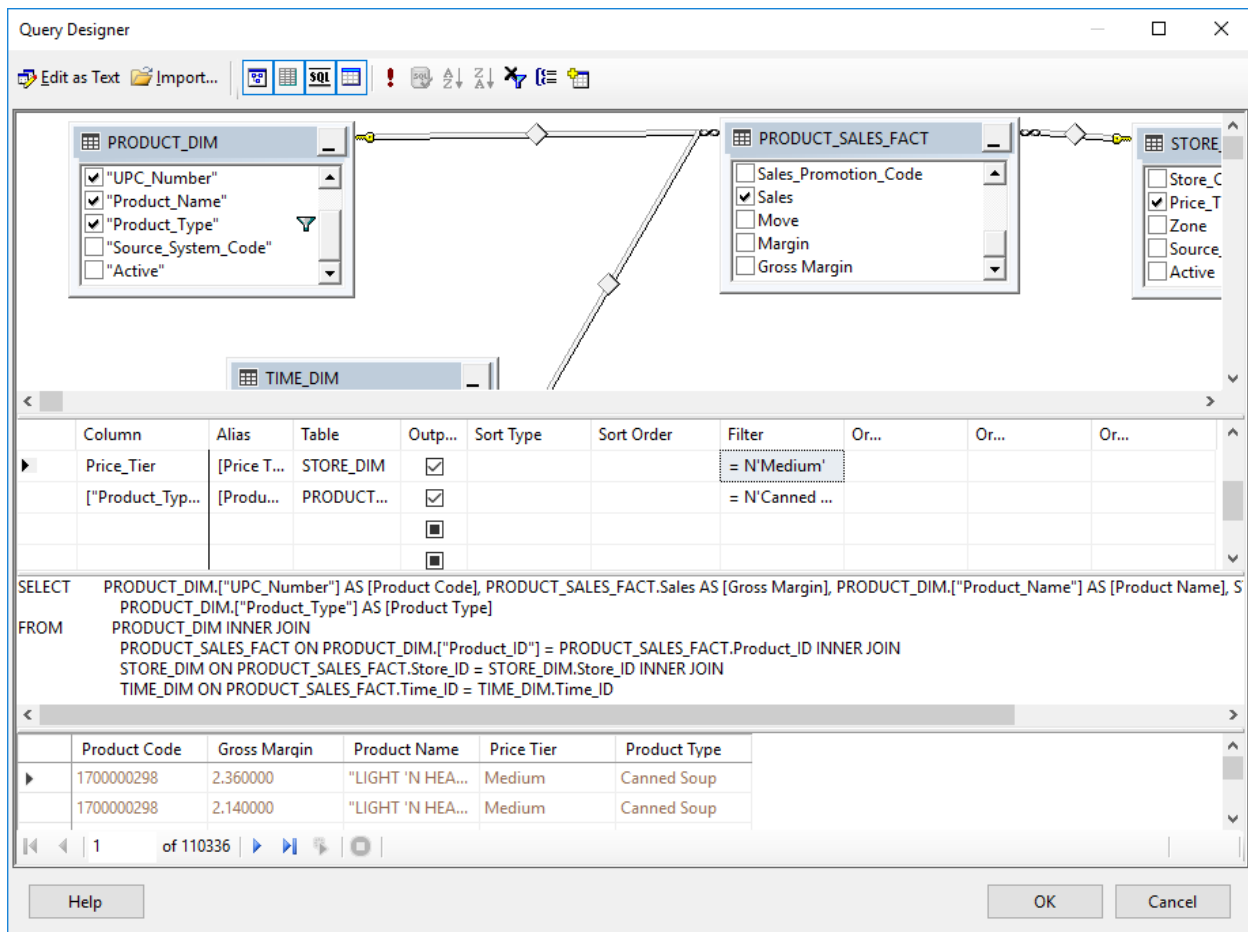 Query Designer
Edit as Text Import... SQL
PRODUCT_DIM
"UPC_Number"
"Product_Name"
"Product_Type"
"Source_System_Code"
"Active"
PRODUCT_SALES_FACT
Sales_Promotion_Code
Sales
Move
Margin
Gross Margin
STORE_
Store_C
Price_T
Zone
Source_
Active
TIME_DIM
Column Alias Table Outp... Sort Type Sort Order Filter Or... Or... Or...
Price_Tier [Price T... STORE_DIM = N'Medium'
["Product_Typ... [Produ... PRODUCT... = N'Canned ...
SELECT PRODUCT_DIM.["UPC_Number"] AS [Product Code], PRODUCT_SALES_FACT.Sales AS [Gross Margin], PRODUCT_DIM.["Product_Name"] AS [Product Name], S
PRODUCT_DIM.["Product_Type"] AS [Product Type]
FROM PRODUCT_DIM INNER JOIN
PRODUCT_SALES_FACT ON PRODUCT_DIM.["Product_ID"] = PRODUCT_SALES_FACT.Product_ID INNER JOIN
STORE_DIM ON PRODUCT_SALES_FACT.Store_ID = STORE_DIM.Store_ID INNER JOIN
TIME_DIM ON PRODUCT_SALES_FACT.Time_ID = TIME_DIM.Time_ID
Product Code Gross Margin Product Name Price Tier Product Type
1700000298 2.360000 "LIGHT 'N HEA... Medium Canned Soup
1700000298 2.140000 "LIGHT 'N HEA... Medium Canned Soup
1 of 110336
Help OK Cancel